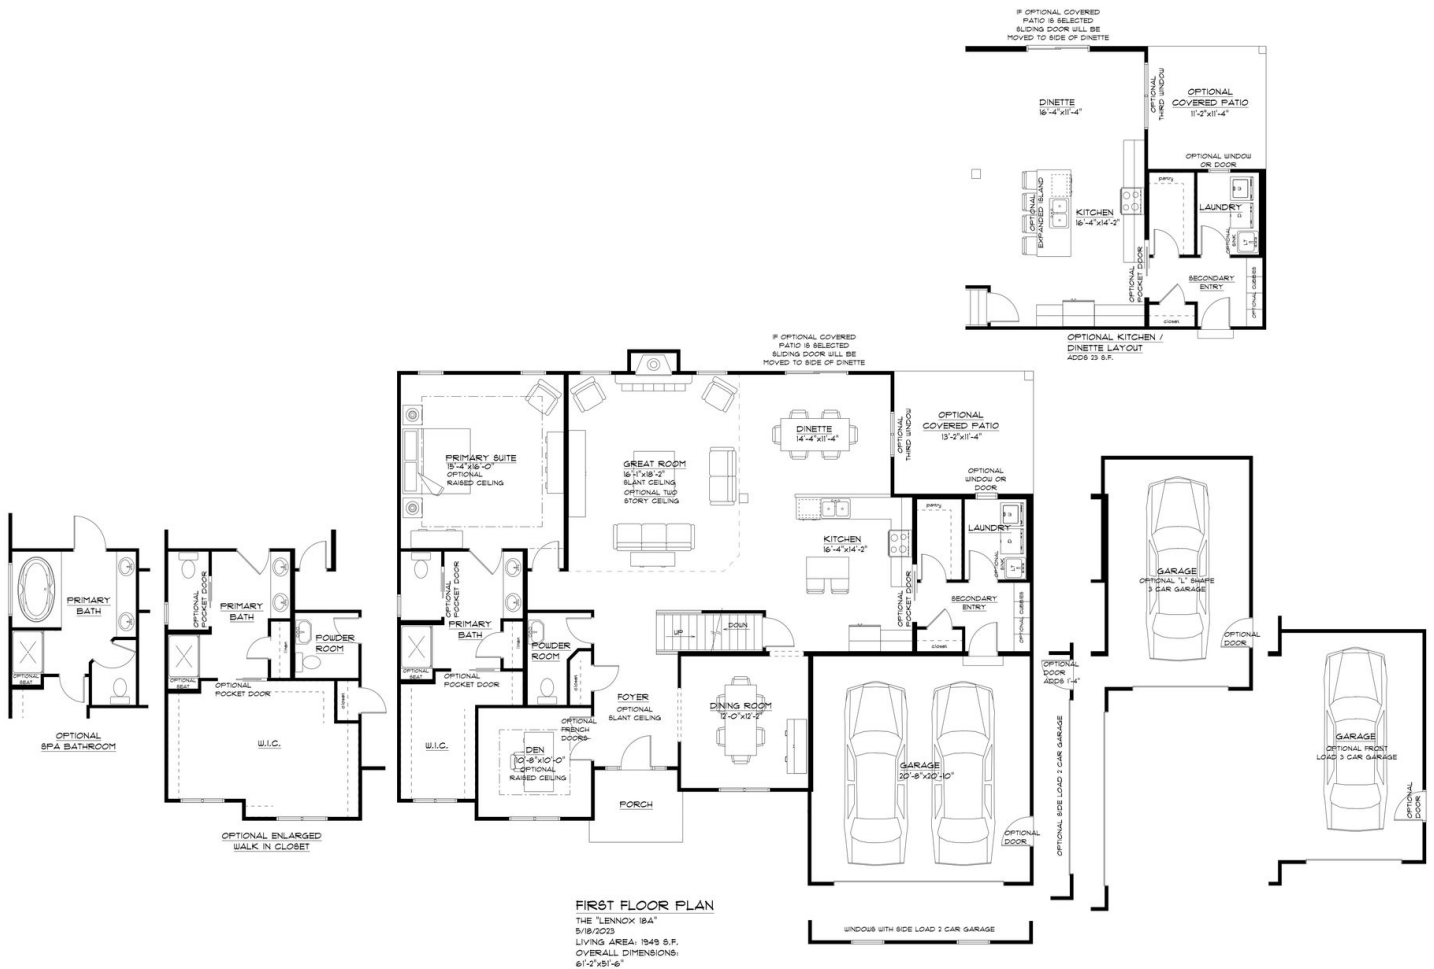 IF OPTIONAL COVERED
PATIO IS SELECTED
SLIDING DOOR WILL BE
MOVED TO SIDE OF DINETTE
DINETTE
16'-4"x11'-4"
OPTIONAL
THIRD WINDOW
OPTIONAL
COVERED PATIO
11'-2"x11'-4"
OPTIONAL WINDOW
OR DOOR
pantry
LAUNDRY
D
OPTIONAL
SINK
LT
OPTIONAL
EXPANDED ISLAND
KITCHEN
16'-4"x14'-2"
OPTIONAL
POCKET DOOR
SECONDARY
ENTRY
OPTIONAL CUBBIES
closet
OPTIONAL KITCHEN /
DINETTE LAYOUT
ADDS 23 S.F.
IF OPTIONAL COVERED
PATIO IS SELECTED
SLIDING DOOR WILL BE
MOVED TO SIDE OF DINETTE
PRIMARY SUITE
15'-4"x16'-0"
OPTIONAL
RAISED CEILING
GREAT ROOM
16'-1"x18'-2"
SLANT CEILING
OPTIONAL TWO
STORY CEILING
DINETTE
14'-4"x11'-4"
OPTIONAL
THIRD WINDOW
OPTIONAL
COVERED PATIO
13'-2"x11'-4"
OPTIONAL
WINDOW OR
DOOR
pantry
LAUNDRY
D
OPTIONAL
SINK
LT
KITCHEN
16'-4"x14'-2"
OPTIONAL
POCKET DOOR
SECONDARY
ENTRY
OPTIONAL CUBBIES
closet
PRIMARY
BATH
OPTIONAL
SEAT
OPTIONAL
SPA BATHROOM
OPTIONAL
POCKET DOOR
PRIMARY
BATH
OPTIONAL
SEAT
OPTIONAL
POCKET DOOR
POWDER
ROOM
closet
W.I.C.
OPTIONAL ENLARGED
WALK IN CLOSET
OPTIONAL
POCKET DOOR
PRIMARY
BATH
OPTIONAL
SEAT
OPTIONAL
POCKET DOOR
POWDER
ROOM
closet
W.I.C.
UP
DOWN
FOYER
OPTIONAL
SLANT CEILING
OPTIONAL
FRENCH
DOORS
DEN
10'-8"x10'-0"
OPTIONAL
RAISED CEILING
DINING ROOM
12'-0"x12'-2"
PORCH
GARAGE
20'-8"x20'-10"
OPTIONAL
DOOR
OPTIONAL
DOOR
ADDS 1'-4"
OPTIONAL SIDE LOAD 2 CAR GARAGE
GARAGE
OPTIONAL "L" SHAPE
3 CAR GARAGE
OPTIONAL
DOOR
GARAGE
OPTIONAL FRONT
LOAD 3 CAR GARAGE
OPTIONAL
DOOR
FIRST FLOOR PLAN
THE "LENNOX 18A"
5/18/2023
LIVING AREA: 1949 S.F.
OVERALL DIMENSIONS:
61'-2"x51'-6"
WINDOWS WITH SIDE LOAD 2 CAR GARAGE